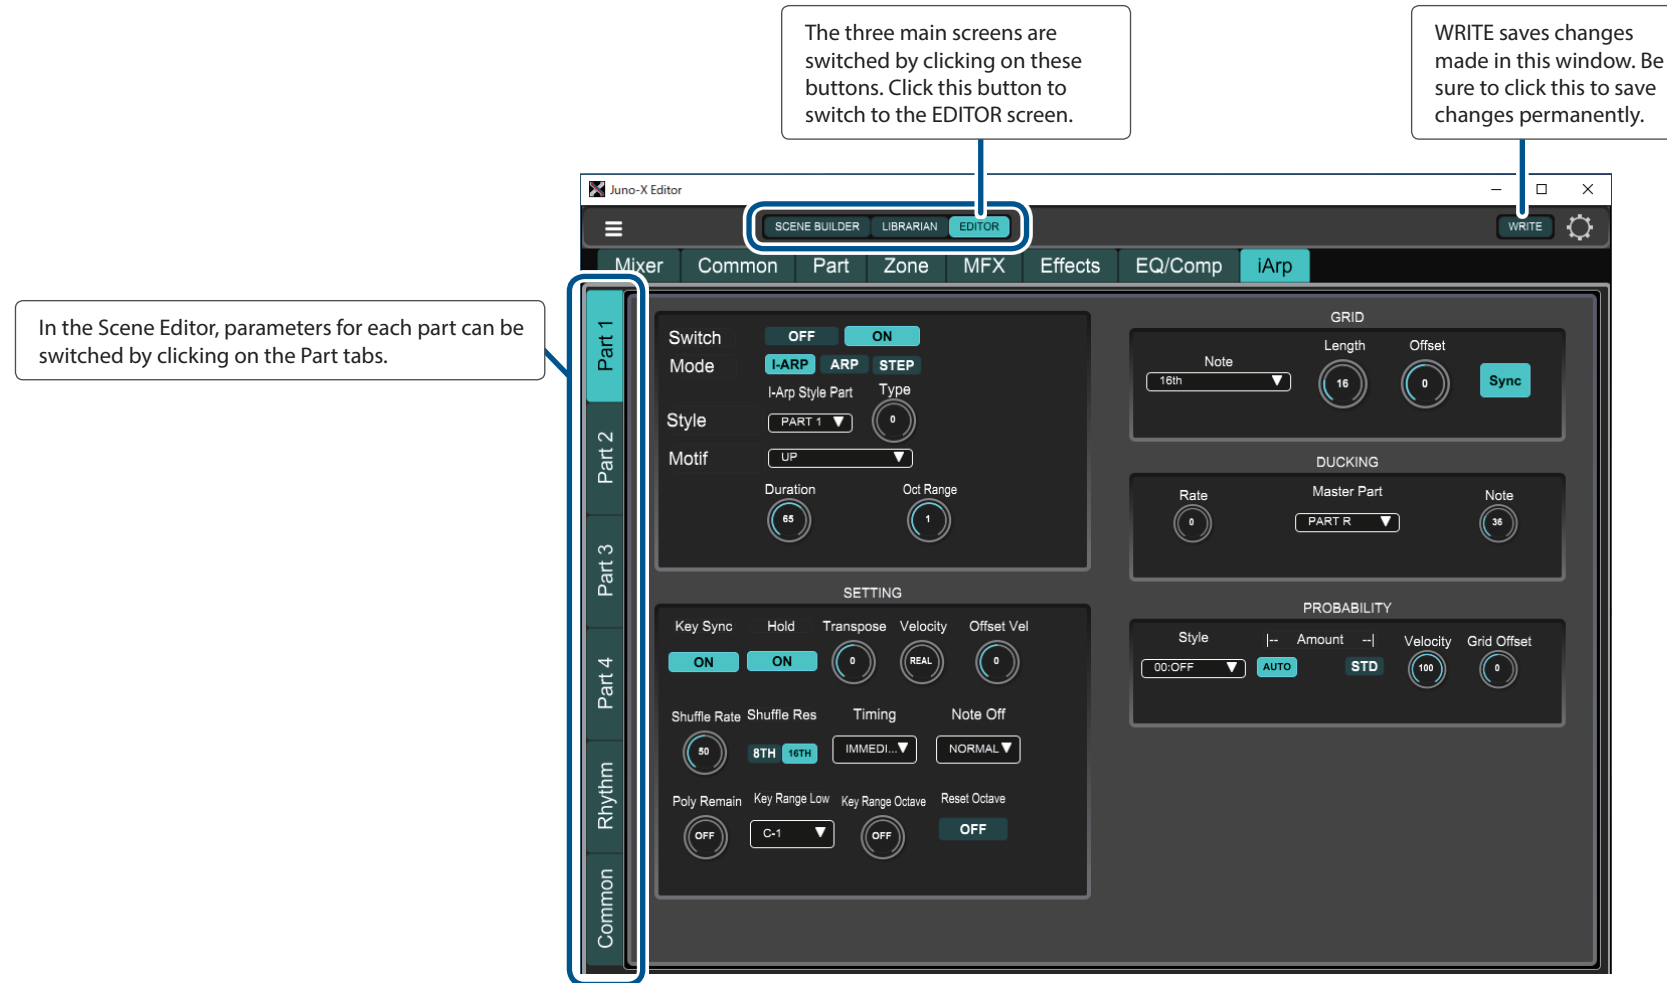 The three main screens are
switched by clicking on these
buttons. Click this button to
switch to the EDITOR screen.
WRITE saves changes
made in this window. Be
sure to click this to save
changes permanently.
Juno-X Editor
SCENE BUILDER LIBRARIAN EDITOR
WRITE
Mixer Common Part Zone MFX Effects EQ/Comp iArp
In the Scene Editor, parameters for each part can be
switched by clicking on the Part tabs.
Part 1
Part 2
Part 3
Part 4
Rhythm
Common
Switch OFF ON
Mode I-ARP ARP STEP
I-Arp Style Part Type
Style PART 1 0
Motif UP
Duration Oct Range
65 1
SETTING
Key Sync Hold Transpose Velocity Offset Vel
ON ON 0 REAL 0
Shuffle Rate Shuffle Res Timing Note Off
50 8TH 16TH IMMEDI... NORMAL
Poly Remain Key Range Low Key Range Octave Reset Octave
OFF C-1 OFF OFF
GRID
Note Length Offset
16th 16 0 Sync
DUCKING
Rate Master Part Note
0 PART R 36
PROBABILITY
Style |-- Amount --| Velocity Grid Offset
00:OFF AUTO STD 100 0